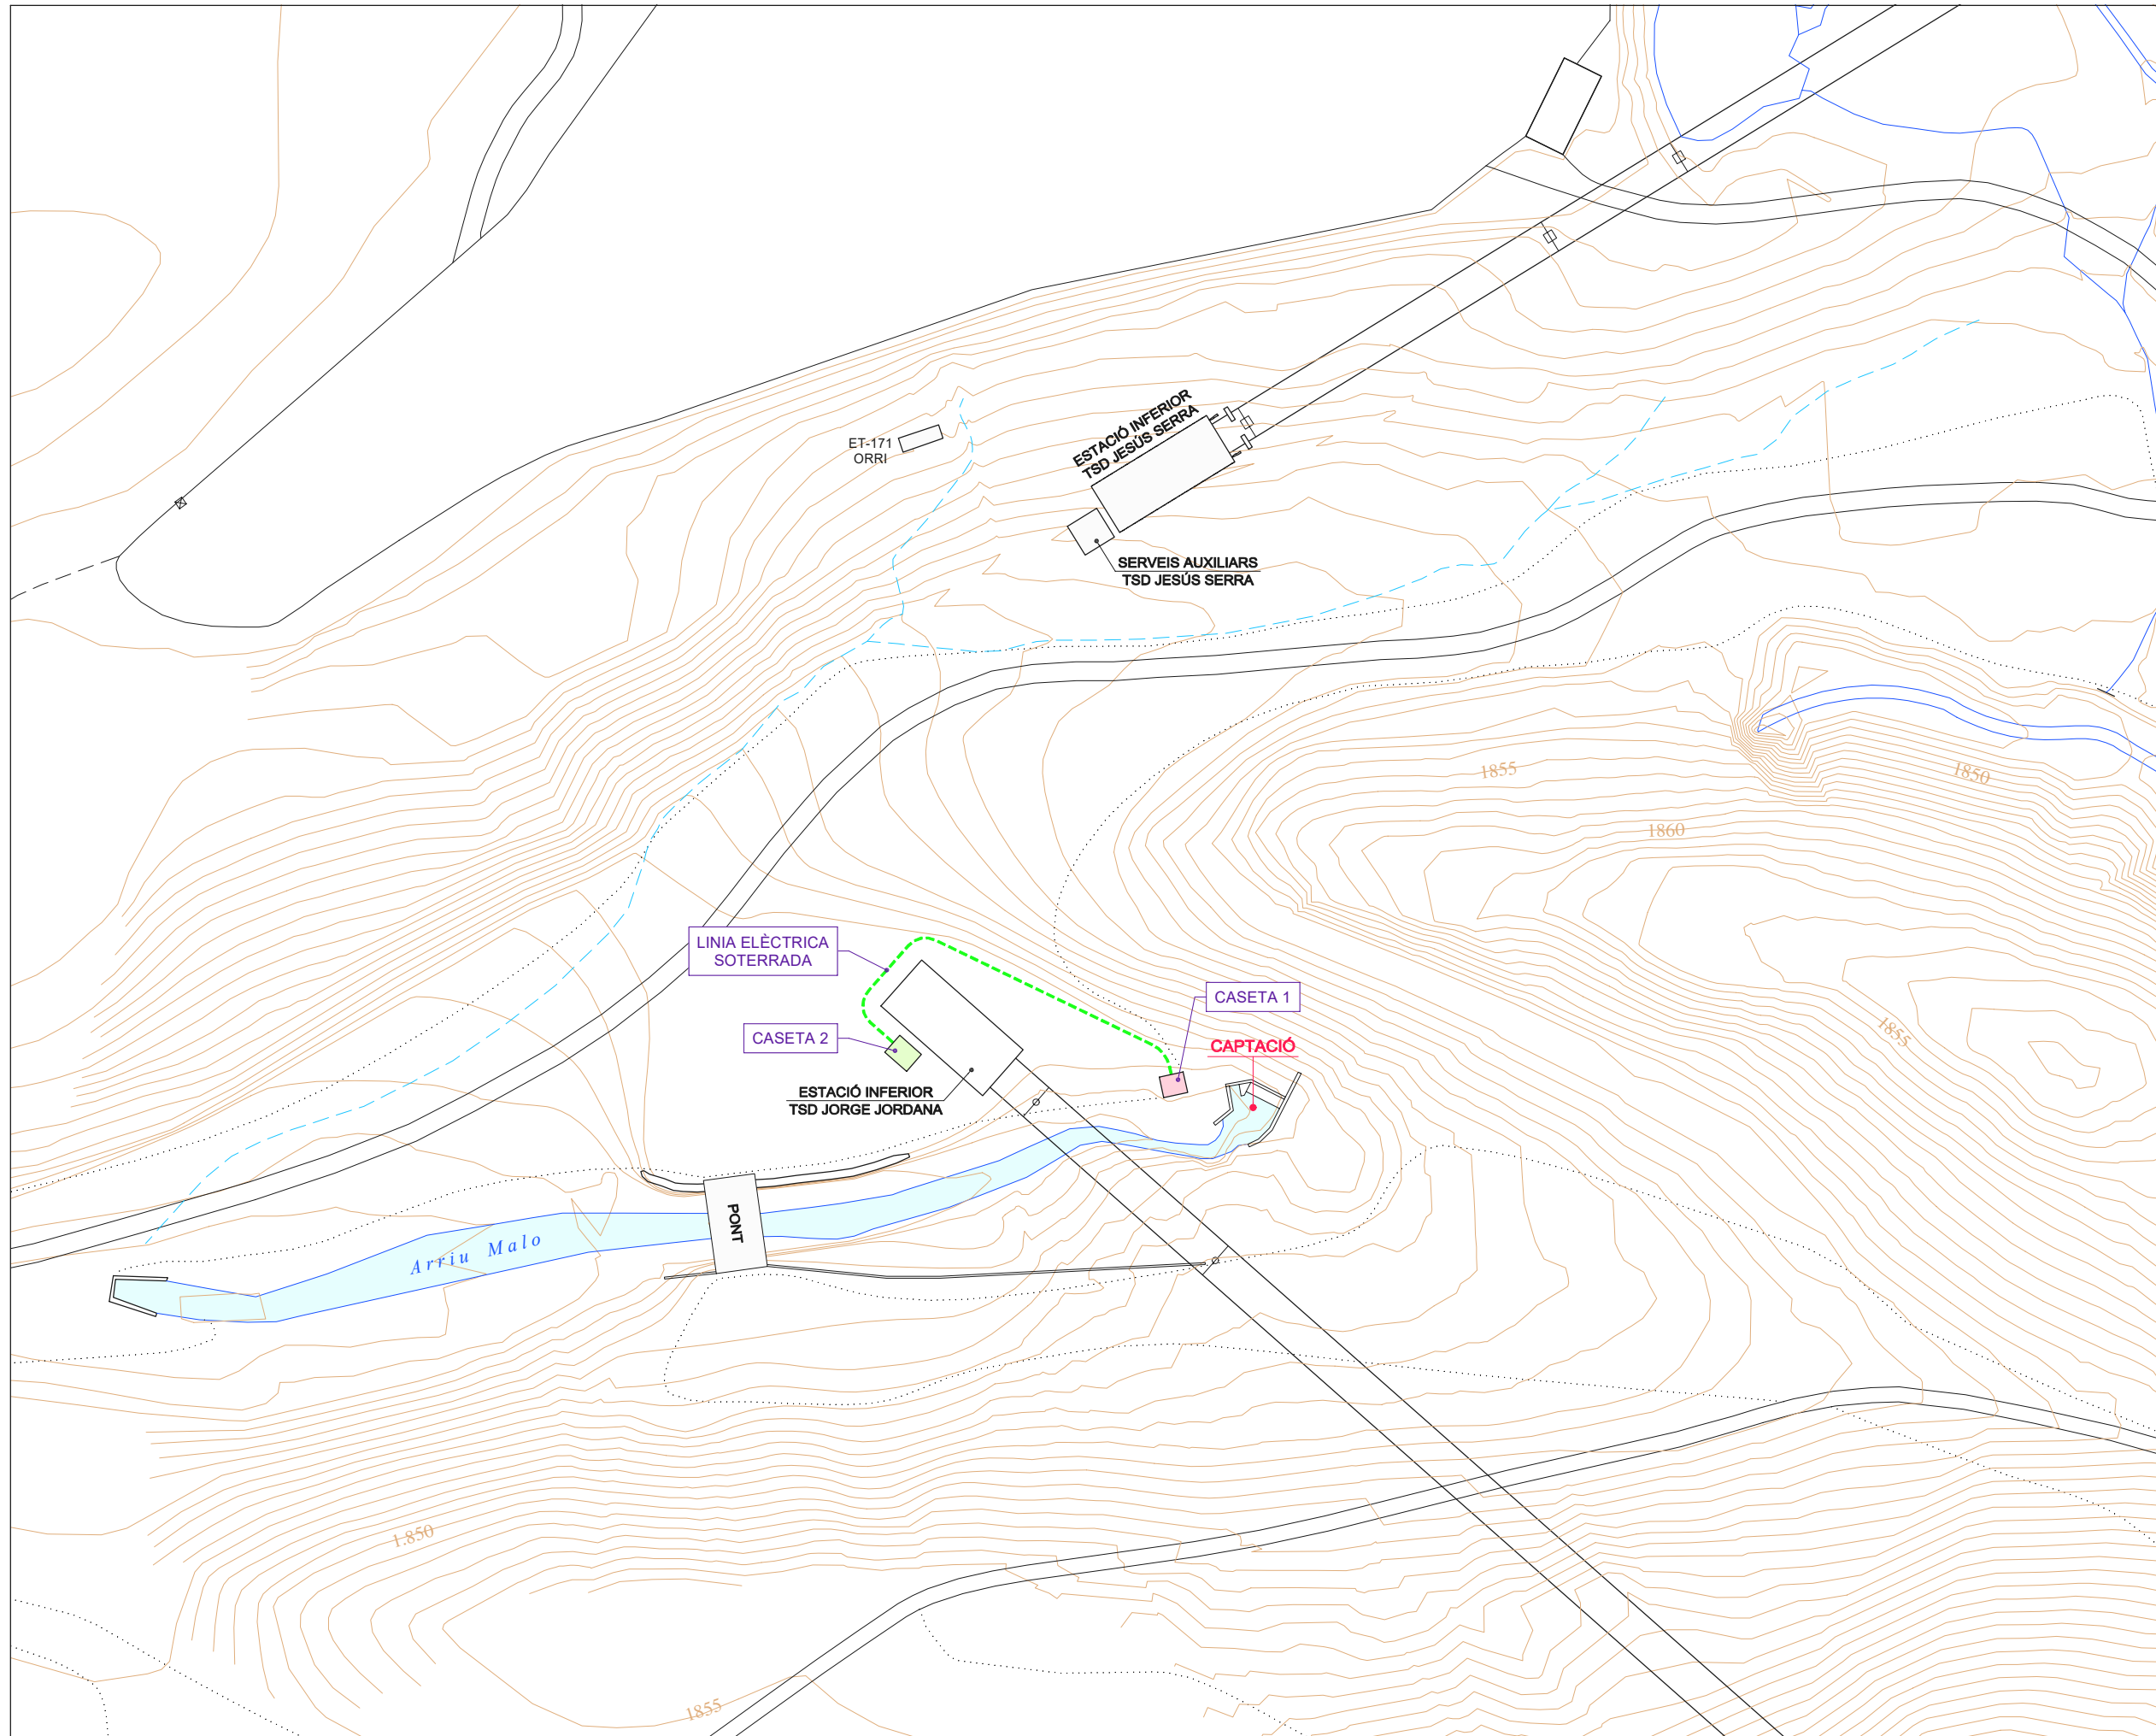 ESTACIÓ INFERIOR
TSD JESÚS SERRA
ET-171
ORRI
SERVEIS AUXILIARS
TSD JESÚS SERRA
1855
1850
1860
LINIA ELÈCTRICA
SOTERRADA
CASETA 1
CASETA 2
CAPTACIÓ
1855
ESTACIÓ INFERIOR
TSD JORGE JORDANA
PONT
Arriu Malo
1.850
1855